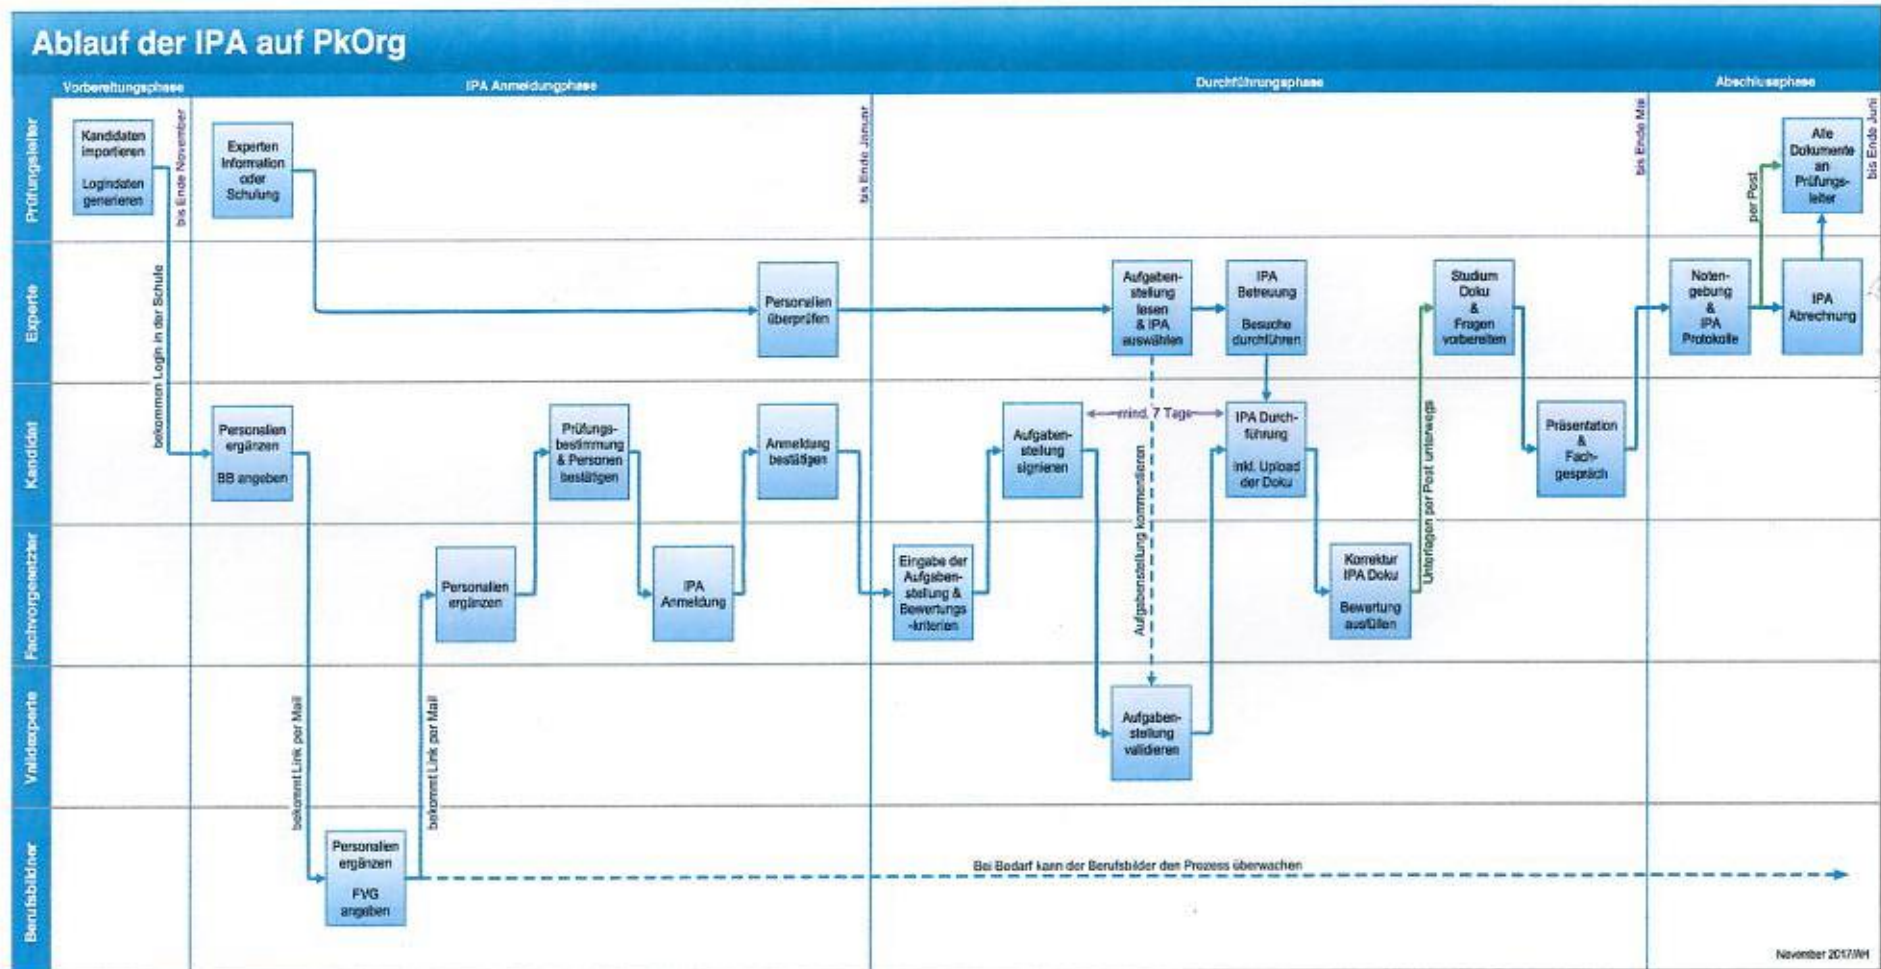 Ablauf der IPA auf PkOrg
Vorbereitungsphase
IPA Anmeldungphase
Durchführungsphase
Abschlussphase
Prüfungsleiter
Kandidaten
importieren
Logindaten
generieren
bis Ende November
Experten
Information
oder
Schulung
bis Ende Januar
bis Ende Mai
per Post
Alle
Dokumente
an
Prüfungs-
leiter
bis Ende Juni
Experte
bekommen Login in der Schule
Personalien
überprüfen
Aufgaben-
stellung
lesen
& IPA
auswählen
IPA
Betreuung
Besuche
durchführen
Studium
Doku
&
Fragen
vorbereiten
Noten-
gebung
&
IPA
Protokolle
IPA
Abrechnung
Kandidat
Personalien
ergänzen
BB angeben
Prüfungs-
bestimmung
& Personen
bestätigen
Anmeldung
bestätigen
Aufgaben-
stellung
signieren
mind. 7 Tage
Aufgabenstellung kommentieren
IPA Durch-
führung
inkl. Upload
der Doku
Unterlagen per Post unterwegs
Präsentation
&
Fach-
gespräch
Fachvorgesetzter
Personalien
ergänzen
IPA
Anmeldung
Eingabe der
Aufgaben-
stellung &
Bewertungs
-kriterien
Korrektur
IPA Doku
Bewertung
ausfüllen
Validexperte
bekommt Link per Mail
bekommt Link per Mail
Aufgaben-
stellung
validieren
Berufsbildner
Personalien
ergänzen
FVG
angeben
Bei Bedarf kann der Berufsbilder den Prozess überwachen
November 2017/WH